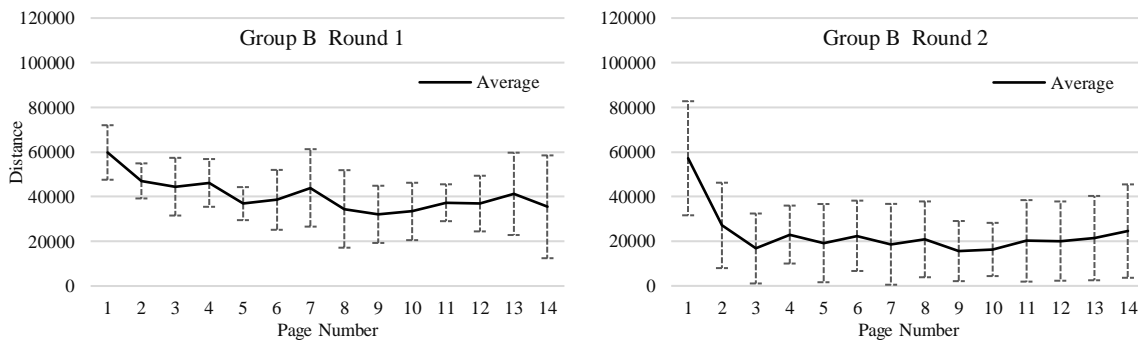 Group B Round 1
Average
Distance
120000
100000
80000
60000
40000
20000
0
1 2 3 4 5 6 7 8 9 10 11 12 13 14
Page Number
Group B Round 2
Average
120000
100000
80000
60000
40000
20000
0
1 2 3 4 5 6 7 8 9 10 11 12 13 14
Page Number